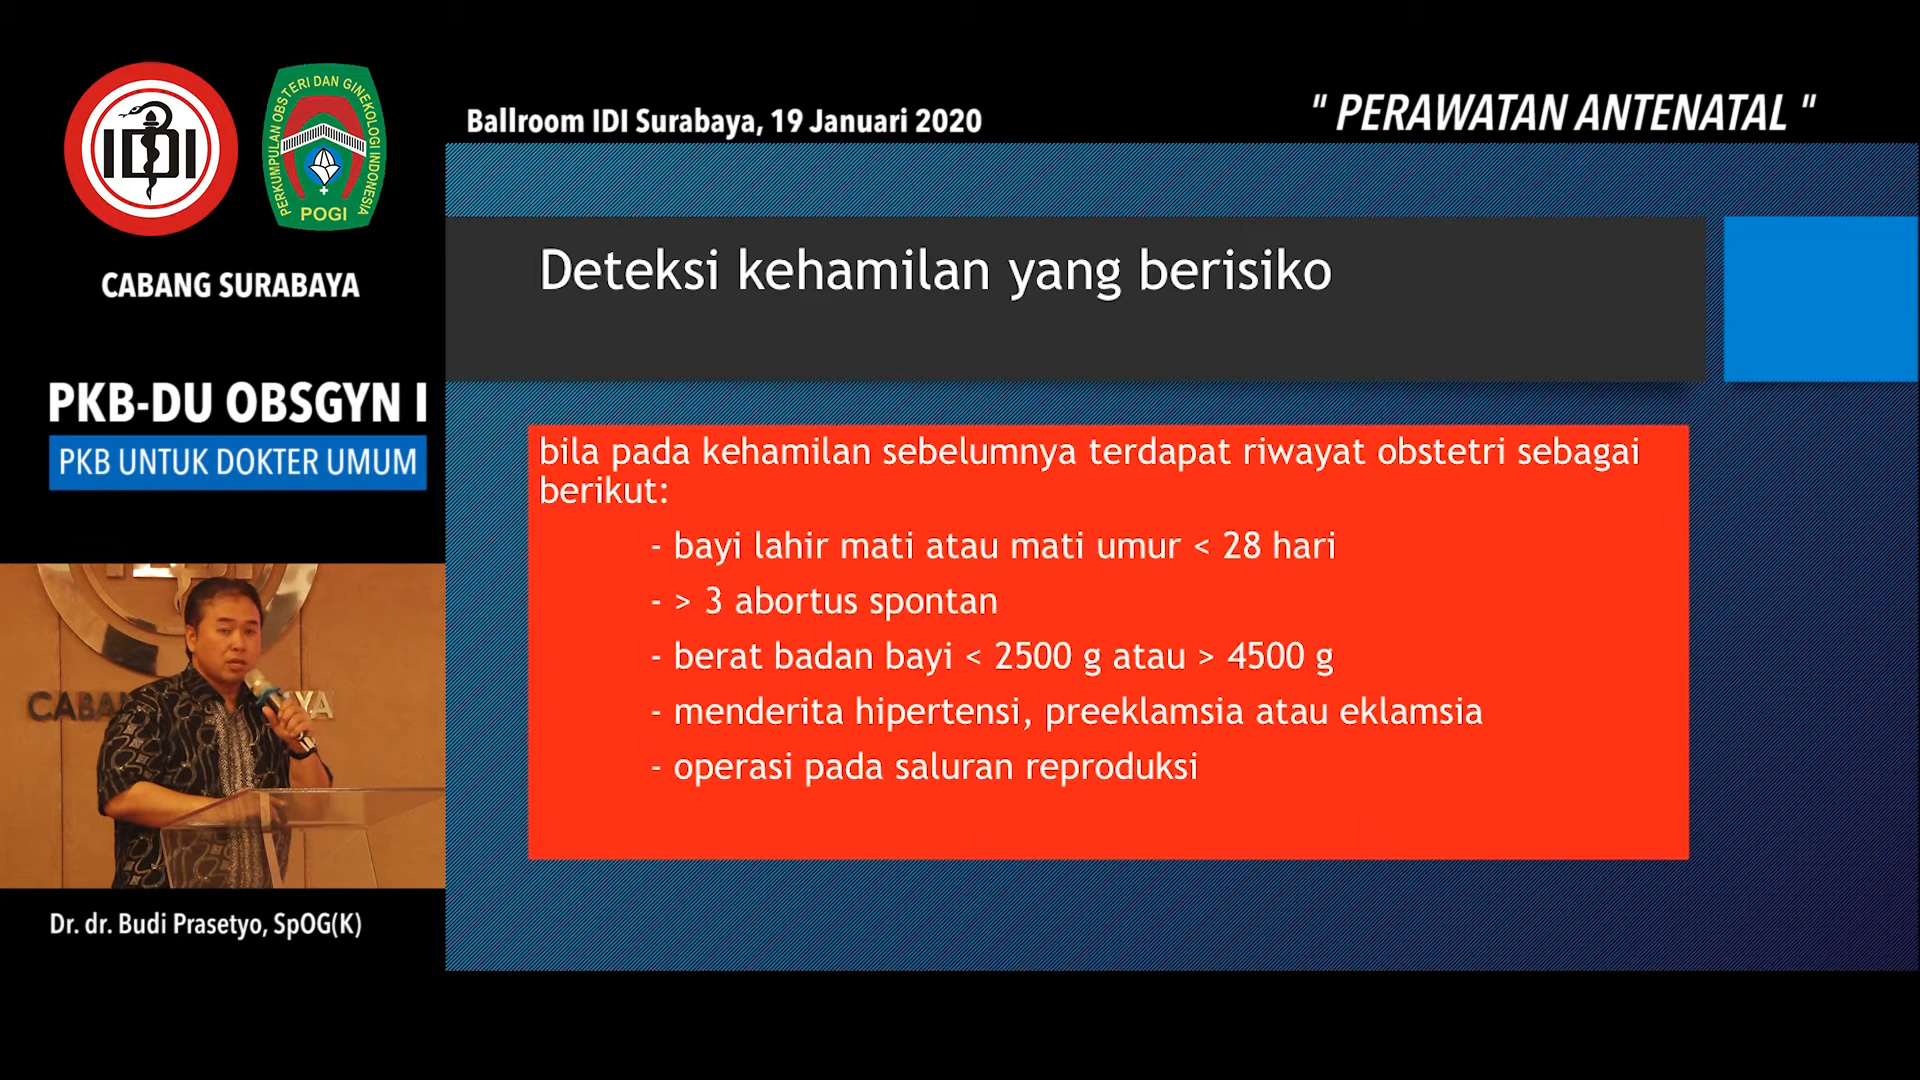 IDI
PERKUMPULAN OBSTERI DAN GINEKOLOGI INDONESIA
POGI
CABANG SURABAYA
PKB-DU OBSGYN I
PKB UNTUK DOKTER UMUM
Ballroom IDI Surabaya, 19 Januari 2020
" PERAWATAN ANTENATAL "
Deteksi kehamilan yang berisiko
bila pada kehamilan sebelumnya terdapat riwayat obstetri sebagai
berikut:
- bayi lahir mati atau mati umur < 28 hari
- > 3 abortus spontan
- berat badan bayi < 2500 g atau > 4500 g
- menderita hipertensi, preeklamsia atau eklamsia
- operasi pada saluran reproduksi
Dr. dr. Budi Prasetyo, SpOG(K)